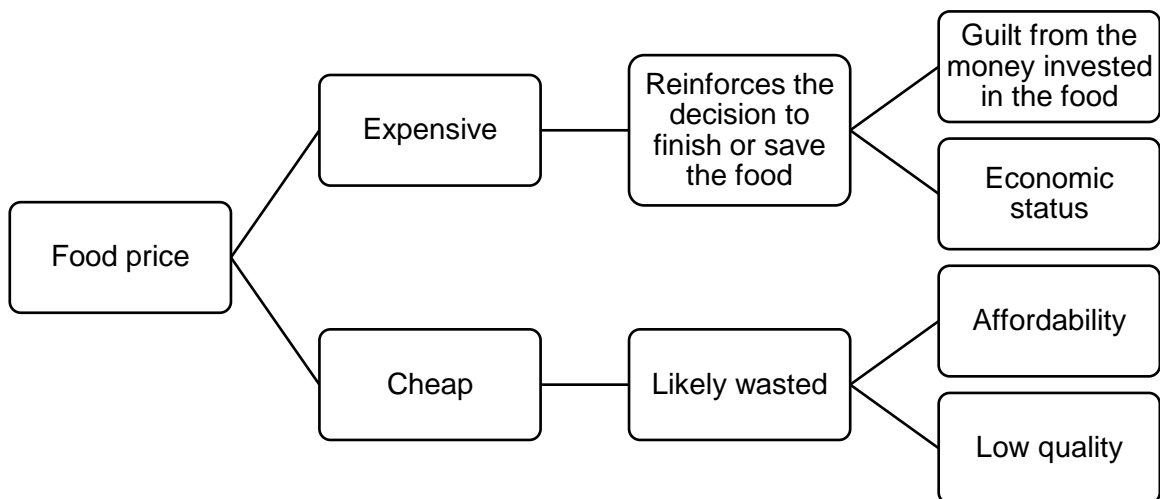 Food price
Expensive
Reinforces the
decision to
finish or save
the food
Guilt from the
money invested
in the food
Economic
status
Cheap
Likely wasted
Affordability
Low quality